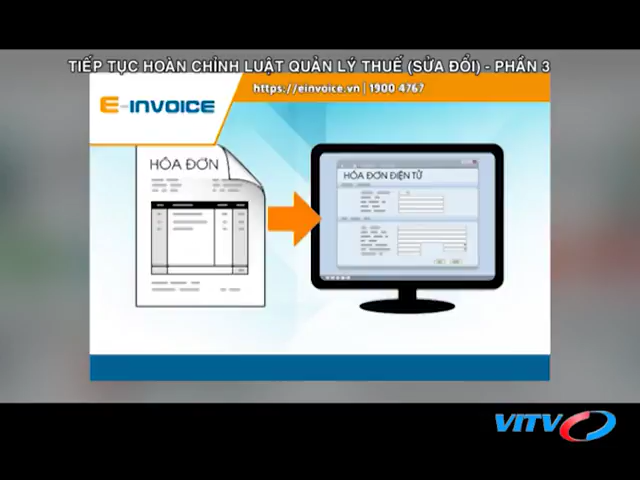 TIẾP TỤC HOÀN CHỈNH LUẬT QUẢN LÝ THUẾ (SỬA ĐỔI) - PHẦN 3
https://einvoice.vn | 1900 4767
E-INVOICE
HÓA ĐƠN
HÓA ĐƠN ĐIỆN TỬ
VITV